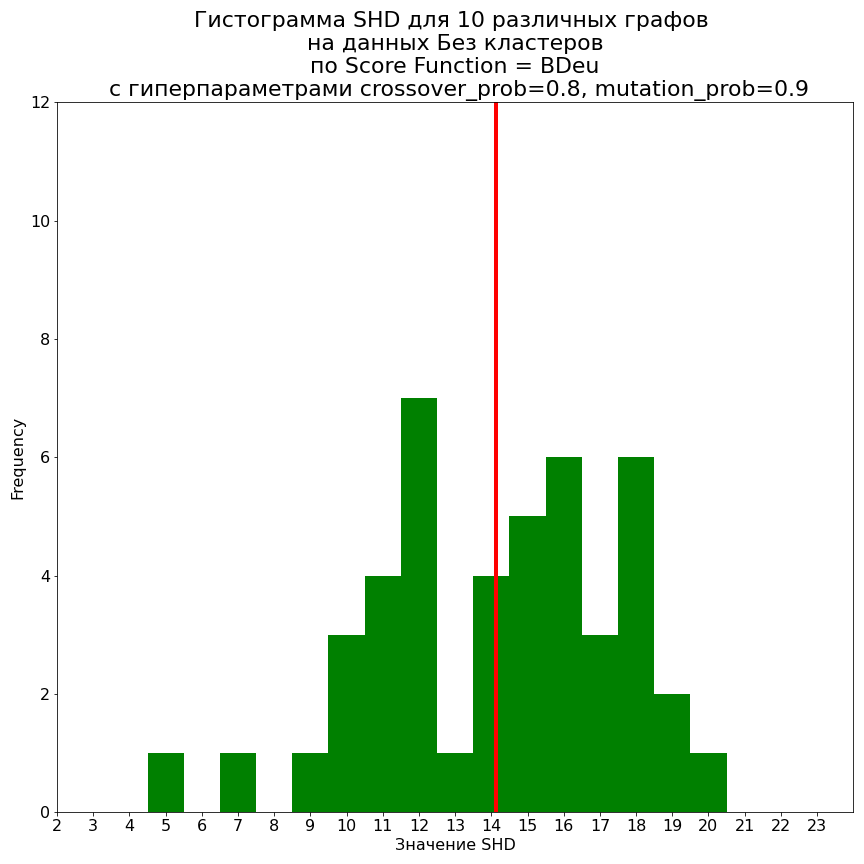 Гистограмма SHD для 10 различных графов
на данных Без кластеров
по Score Function = BDeu
с гиперпараметрами crossover_prob=0.8, mutation_prob=0.9
12
10
8
6
4
2
0
Frequency
2 3 4 5 6 7 8 9 10 11 12 13 14 15 16 17 18 19 20 21 22 23
Значение SHD